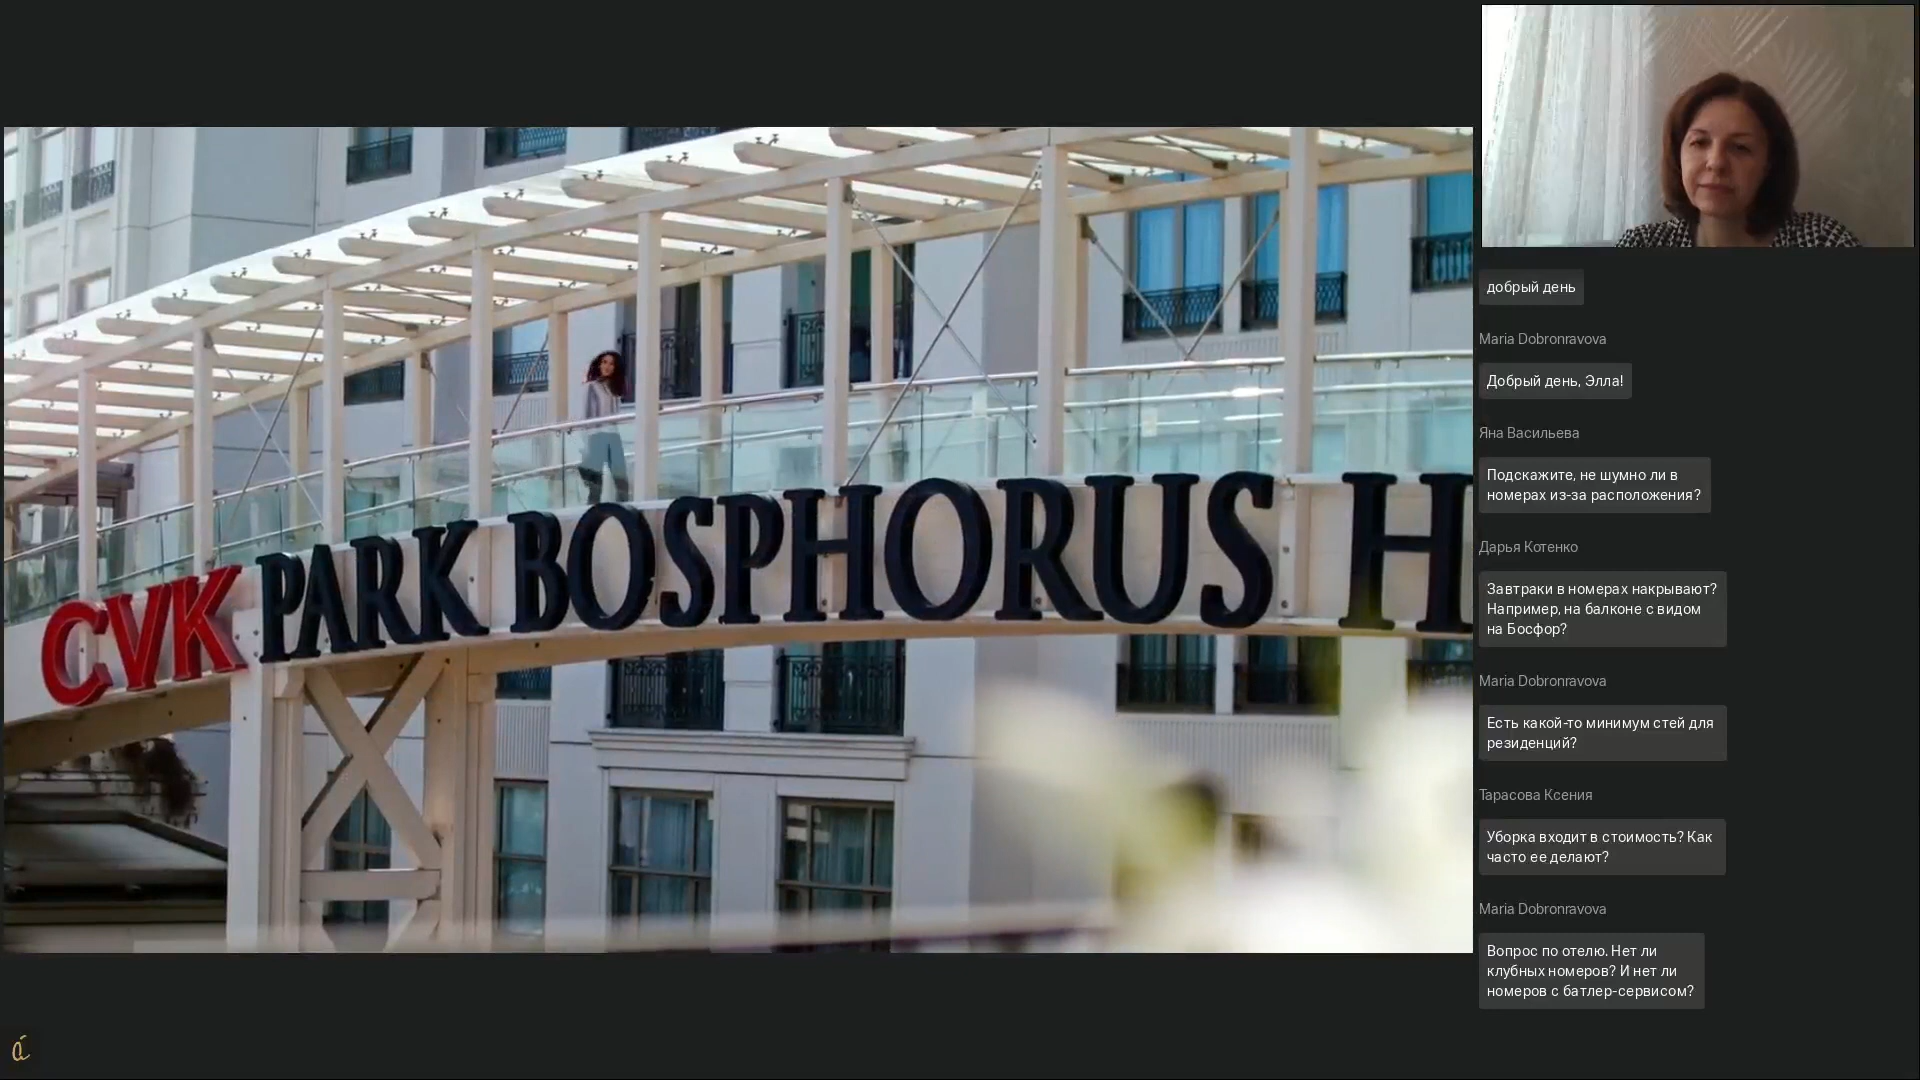 CVK PARK BOSPHORUS H
добрый день
Maria Dobronravova
Добрый день, Элла!
Яна Васильева
Подскажите, не шумно ли в
номерах из-за расположения?
Дарья Котенко
Завтраки в номерах накрывают?
Например, на балконе с видом
на Босфор?
Maria Dobronravova
Есть какой-то минимум стей для
резиденций?
Тарасова Ксения
Уборка входит в стоимость? Как
часто ее делают?
Maria Dobronravova
Вопрос по отелю. Нет ли
клубных номеров? И нет ли
номеров с батлер-сервисом?
á